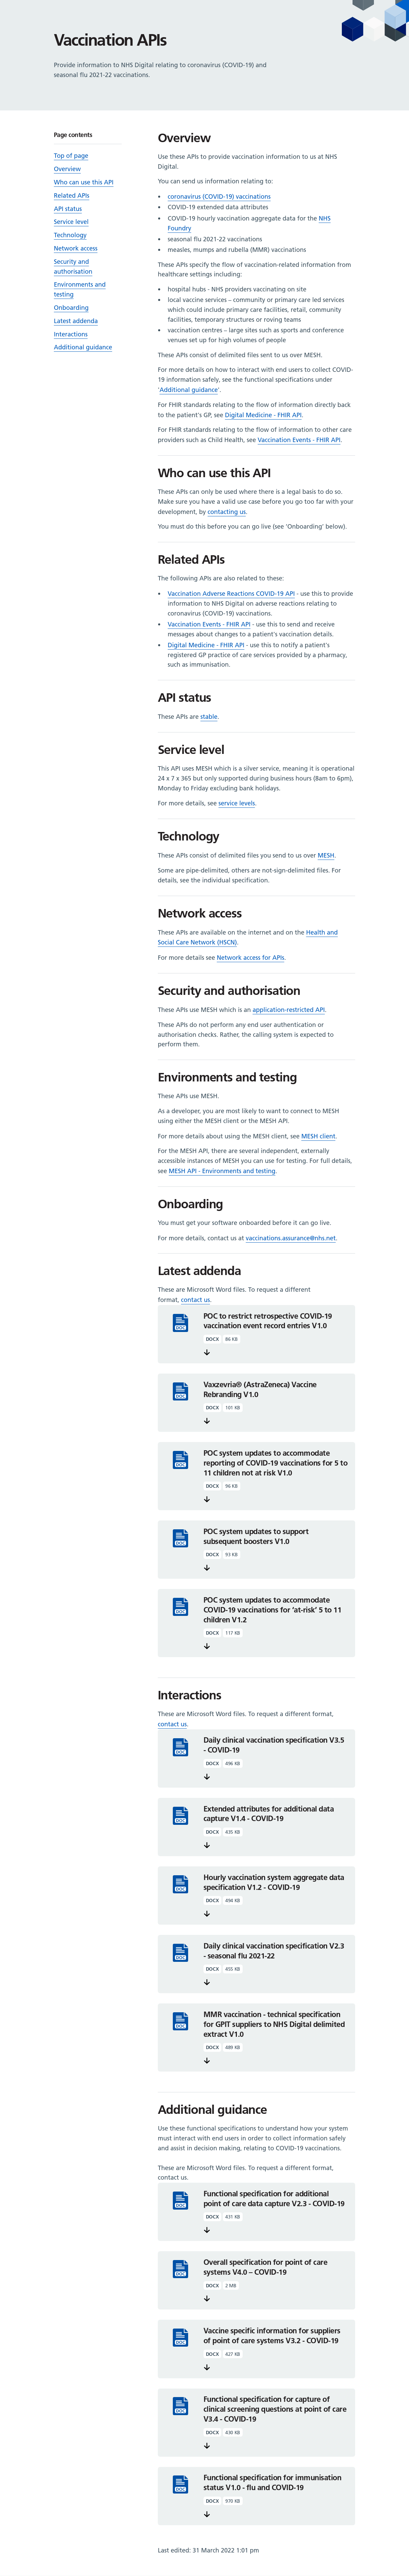 Vaccination APIs
Provide information to NHS Digital relating to coronavirus (COVID-19) and
seasonal flu 2021-22 vaccinations.
Page contents
Top of page
Overview
Who can use this API
Related APIs
API status
Service level
Technology
Network access
Security and
authorisation
Environments and
testing
Onboarding
Latest addenda
Interactions
Additional guidance
Overview
Use these APIs to provide vaccination information to us at NHS
Digital.
You can send us information relating to:
• coronavirus (COVID-19) vaccinations
• COVID-19 extended data attributes
• COVID-19 hourly vaccination aggregate data for the NHS
Foundry
• seasonal flu 2021-22 vaccinations
• measles, mumps and rubella (MMR) vaccinations
These APIs specify the flow of vaccination-related information from
healthcare settings including:
• hospital hubs - NHS providers vaccinating on site
• local vaccine services – community or primary care led services
which could include primary care facilities, retail, community
facilities, temporary structures or roving teams
• vaccination centres – large sites such as sports and conference
venues set up for high volumes of people
These APIs consist of delimited files sent to us over MESH.
For more details on how to interact with end users to collect COVID-
19 information safely, see the functional specifications under
'Additional guidance'.
For FHIR standards relating to the flow of information directly back
to the patient's GP, see Digital Medicine - FHIR API.
For FHIR standards relating to the flow of information to other care
providers such as Child Health, see Vaccination Events - FHIR API.
Who can use this API
These APIs can only be used where there is a legal basis to do so.
Make sure you have a valid use case before you go too far with your
development, by contacting us.
You must do this before you can go live (see 'Onboarding' below).
Related APIs
The following APIs are also related to these:
• Vaccination Adverse Reactions COVID-19 API - use this to provide
information to NHS Digital on adverse reactions relating to
coronavirus (COVID-19) vaccinations.
• Vaccination Events - FHIR API - use this to send and receive
messages about changes to a patient's vaccination details.
• Digital Medicine - FHIR API - use this to notify a patient's
registered GP practice of care services provided by a pharmacy,
such as immunisation.
API status
These APIs are stable.
Service level
This API uses MESH which is a silver service, meaning it is operational
24 x 7 x 365 but only supported during business hours (8am to 6pm),
Monday to Friday excluding bank holidays.
For more details, see service levels.
Technology
These APIs consist of delimited files you send to us over MESH.
Some are pipe-delimited, others are not-sign-delimited files. For
details, see the individual specification.
Network access
These APIs are available on the internet and on the Health and
Social Care Network (HSCN).
For more details see Network access for APIs.
Security and authorisation
These APIs use MESH which is an application-restricted API.
These APIs do not perform any end user authentication or
authorisation checks. Rather, the calling system is expected to
perform them.
Environments and testing
These APIs use MESH.
As a developer, you are most likely to want to connect to MESH
using either the MESH client or the MESH API.
For more details about using the MESH client, see MESH client.
For the MESH API, there are several independent, externally
accessible instances of MESH you can use for testing. For full details,
see MESH API - Environments and testing.
Onboarding
You must get your software onboarded before it can go live.
For more details, contact us at vaccinations.assurance@nhs.net.
Latest addenda
These are Microsoft Word files. To request a different
format, contact us.
DOC
POC to restrict retrospective COVID-19
vaccination event record entries V1.0
DOCX 86 KB
DOC
Vaxzevria® (AstraZeneca) Vaccine
Rebranding V1.0
DOCX 101 KB
DOC
POC system updates to accommodate
reporting of COVID-19 vaccinations for 5 to
11 children not at risk V1.0
DOCX 96 KB
DOC
POC system updates to support
subsequent boosters V1.0
DOCX 93 KB
DOC
POC system updates to accommodate
COVID-19 vaccinations for 'at-risk' 5 to 11
children V1.2
DOCX 117 KB
Interactions
These are Microsoft Word files. To request a different format,
contact us.
DOC
Daily clinical vaccination specification V3.5
- COVID-19
DOCX 496 KB
DOC
Extended attributes for additional data
capture V1.4 - COVID-19
DOCX 435 KB
DOC
Hourly vaccination system aggregate data
specification V1.2 - COVID-19
DOCX 494 KB
DOC
Daily clinical vaccination specification V2.3
- seasonal flu 2021-22
DOCX 455 KB
DOC
MMR vaccination - technical specification
for GPIT suppliers to NHS Digital delimited
extract V1.0
DOCX 489 KB
Additional guidance
Use these functional specifications to understand how your system
must interact with end users in order to collect information safely
and assist in decision making, relating to COVID-19 vaccinations.
These are Microsoft Word files. To request a different format,
contact us.
DOC
Functional specification for additional
point of care data capture V2.3 - COVID-19
DOCX 431 KB
DOC
Overall specification for point of care
systems V4.0 – COVID-19
DOCX 2 MB
DOC
Vaccine specific information for suppliers
of point of care systems V3.2 - COVID-19
DOCX 427 KB
DOC
Functional specification for capture of
clinical screening questions at point of care
V3.4 - COVID-19
DOCX 430 KB
DOC
Functional specification for immunisation
status V1.0 - flu and COVID-19
DOCX 970 KB
Last edited: 31 March 2022 1:01 pm